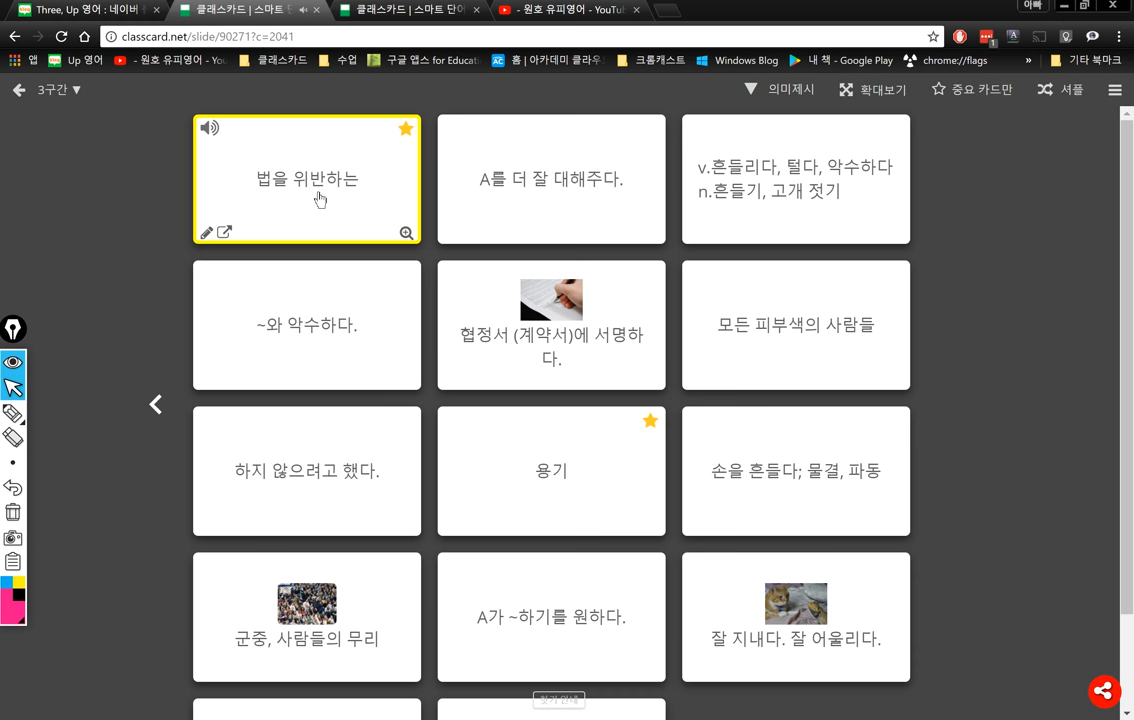 Three, Up 영어 : 네이버
클래스카드 | 스마트 단
클래스카드 | 스마트 단어
- 원호 유피영어 - YouTu
아빠
classcard.net/slide/90271?c=2041
앱
Up 영어
- 원호 유피영어 - You
클래스카드
수업
구글 앱스 for Educati
홈 | 아카데미 클라우
크롬캐스트
Windows Blog
내 책 - Google Play
chrome://flags
»
기타 북마크
3구간 ▼
의미제시
확대보기
중요 카드만
셔플
법을 위반하는
A를 더 잘 대해주다.
v.흔들리다, 털다, 악수하다
n.흔들기, 고개 젓기
~와 악수하다.
협정서 (계약서)에 서명하
다.
모든 피부색의 사람들
하지 않으려고 했다.
용기
손을 흔들다; 물결, 파동
군중, 사람들의 무리
A가 ~하기를 원하다.
잘 지내다. 잘 어울리다.